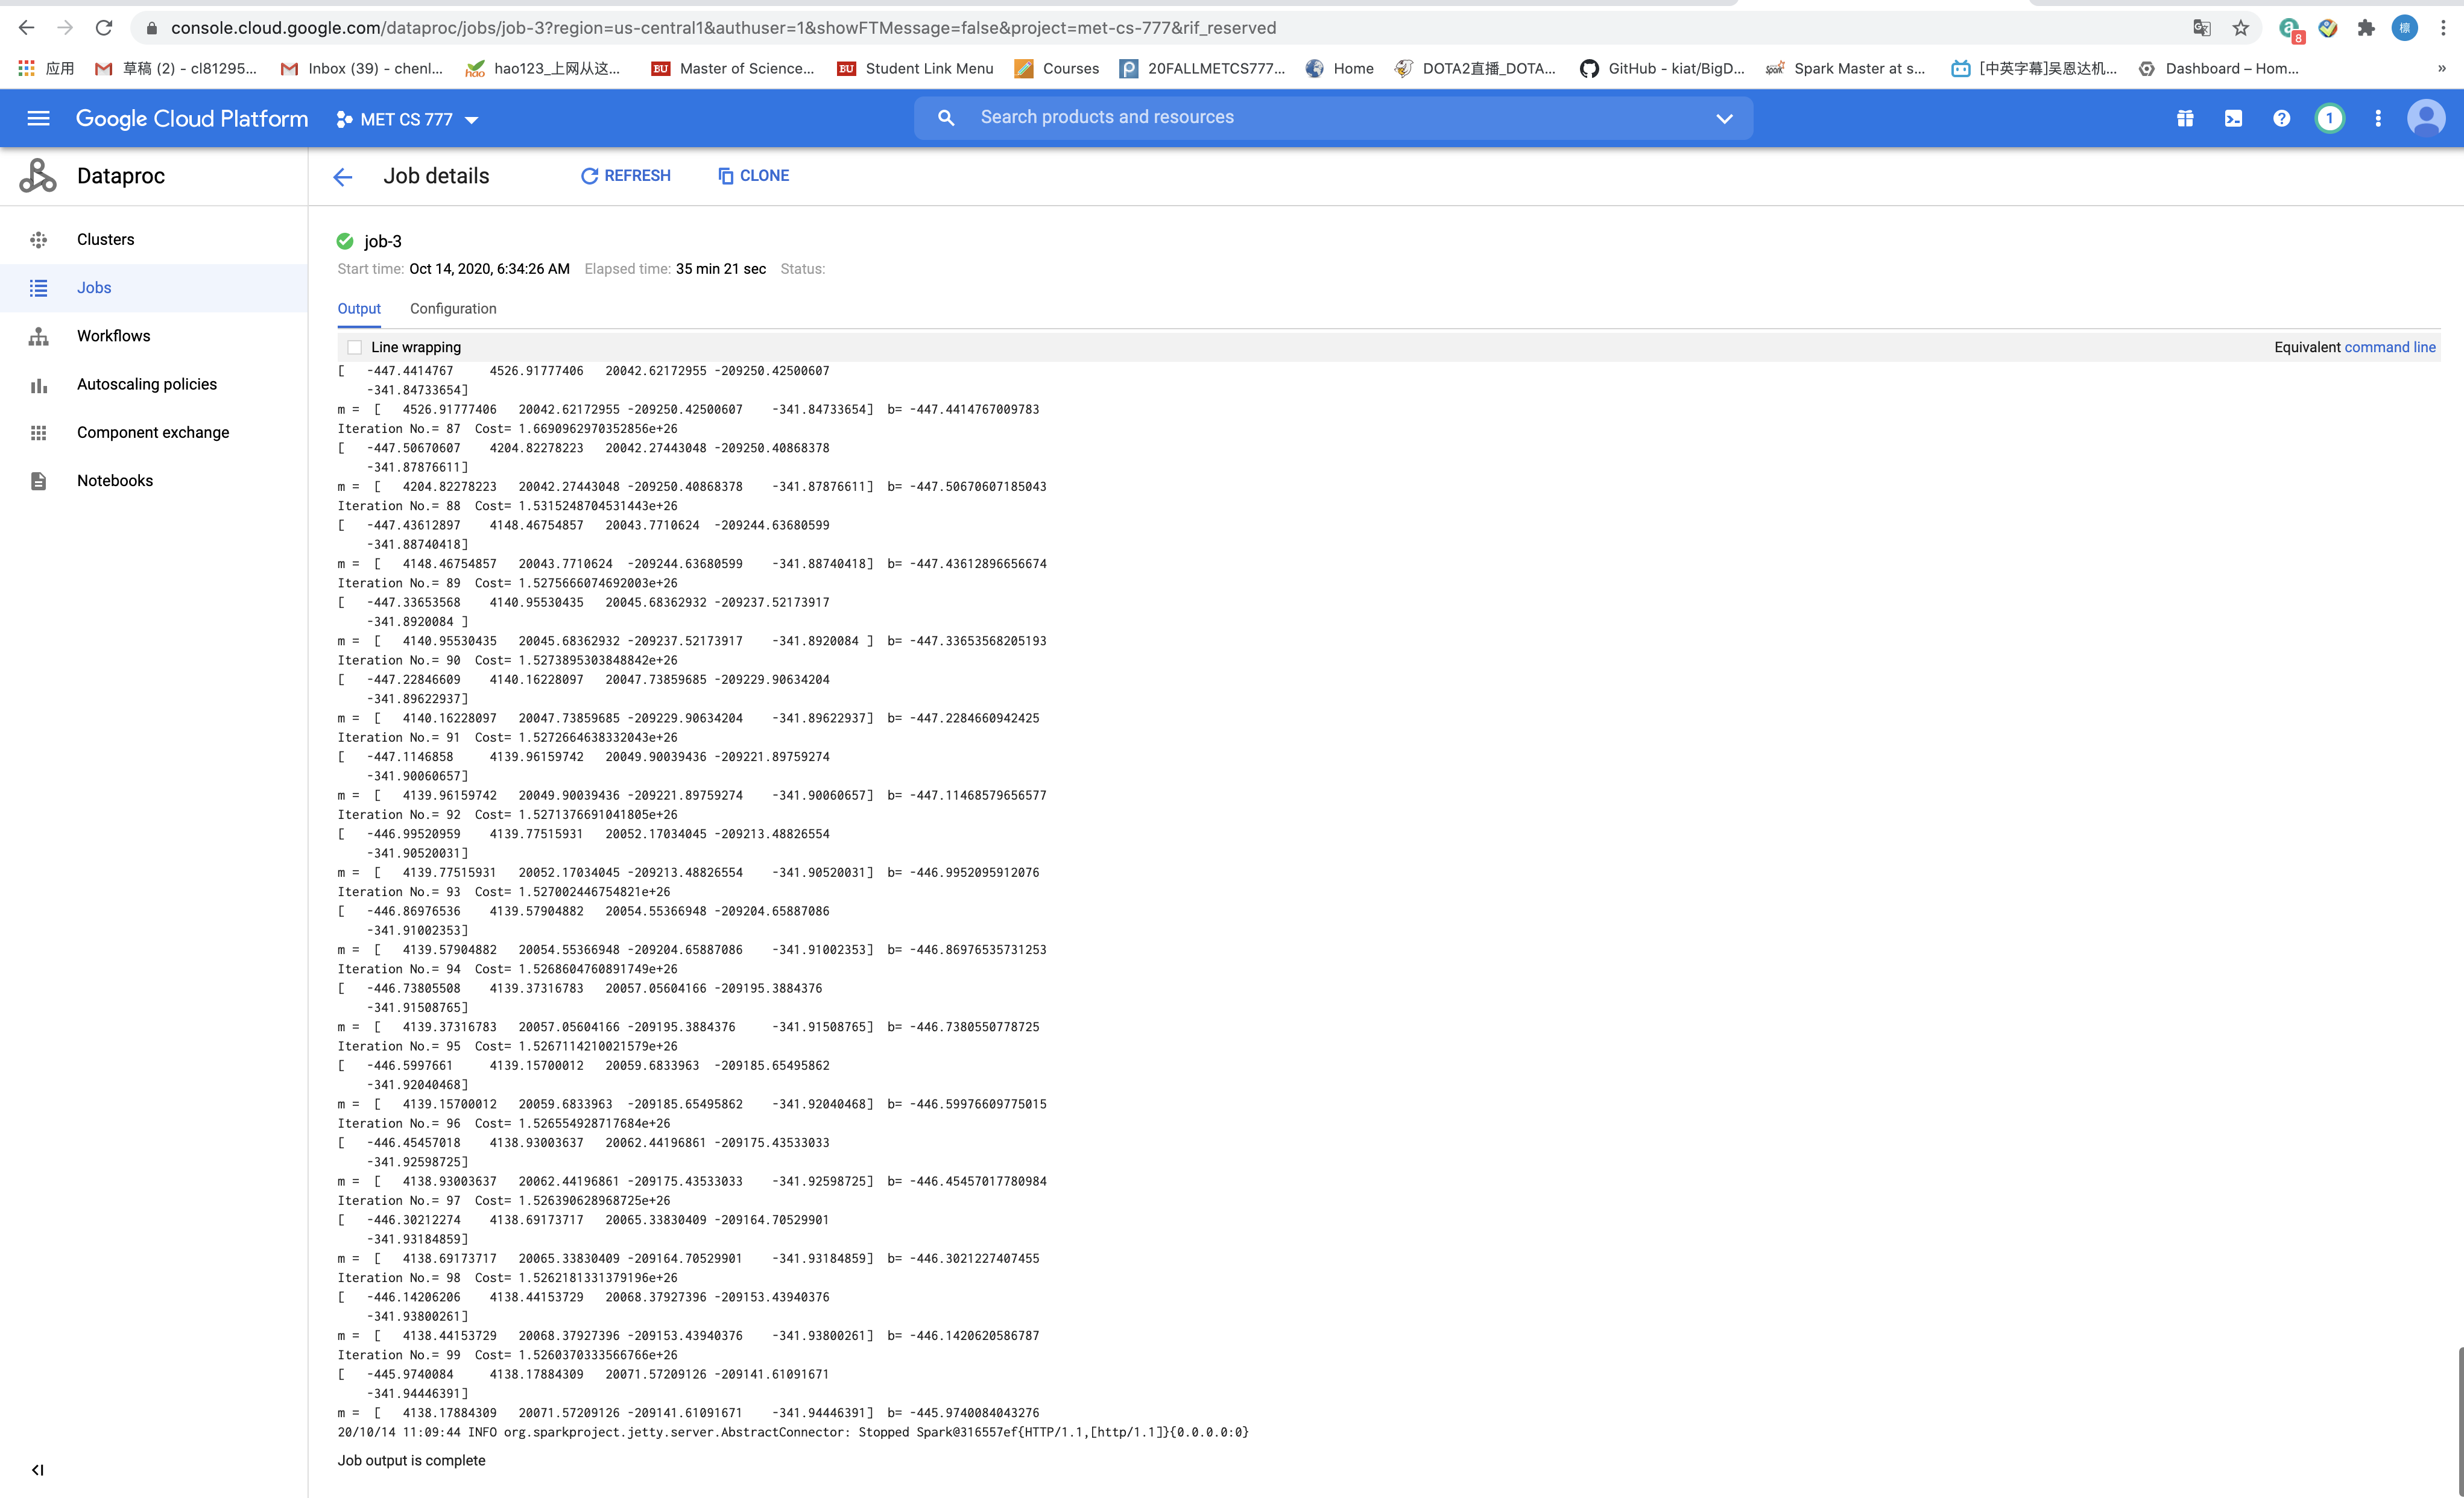 console.cloud.google.com/dataproc/jobs/job-3?region=us-central1&authuser=1&showFTMessage=false&project=met-cs-777&rif_reserved
8
標
应用 草稿 (2) - cl81295... Inbox (39) - chenl... hao123_上网从这... BU Master of Science... BU Student Link Menu Courses 20FALLMETCS777... Home DOTA2直播_DOTA... GitHub - kiat/BigD... Spark Master at s... [中英字幕]吴恩达机... Dashboard – Hom... »
Google Cloud Platform MET CS 777 Search products and resources 1
Dataproc Job details REFRESH CLONE
Clusters
Jobs
Workflows
Autoscaling policies
Component exchange
Notebooks
job-3
Start time: Oct 14, 2020, 6:34:26 AM Elapsed time: 35 min 21 sec Status:
Output Configuration
Line wrapping Equivalent command line
[   -447.4414767     4526.91777406   20042.62172955 -209250.42500607
    -341.84733654]
m =  [   4526.91777406   20042.62172955 -209250.42500607    -341.84733654]  b= -447.4414767009783
Iteration No.= 87  Cost= 1.6690962970352856e+26
[   -447.50670607    4204.82278223   20042.27443048 -209250.40868378
    -341.87876611]
m =  [   4204.82278223   20042.27443048 -209250.40868378    -341.87876611]  b= -447.50670607185043
Iteration No.= 88  Cost= 1.5315248704531443e+26
[   -447.43612897    4148.46754857   20043.7710624  -209244.63680599
    -341.88740418]
m =  [   4148.46754857   20043.7710624  -209244.63680599    -341.88740418]  b= -447.43612896656674
Iteration No.= 89  Cost= 1.5275666074692003e+26
[   -447.33653568    4140.95530435   20045.68362932 -209237.52173917
    -341.8920084 ]
m =  [   4140.95530435   20045.68362932 -209237.52173917    -341.8920084 ]  b= -447.33653568205193
Iteration No.= 90  Cost= 1.5273895303848842e+26
[   -447.22846609    4140.16228097   20047.73859685 -209229.90634204
    -341.89622937]
m =  [   4140.16228097   20047.73859685 -209229.90634204    -341.89622937]  b= -447.2284660942425
Iteration No.= 91  Cost= 1.5272664638332043e+26
[   -447.1146858     4139.96159742   20049.90039436 -209221.89759274
    -341.90060657]
m =  [   4139.96159742   20049.90039436 -209221.89759274    -341.90060657]  b= -447.11468579656577
Iteration No.= 92  Cost= 1.5271376691041805e+26
[   -446.99520959    4139.77515931   20052.17034045 -209213.48826554
    -341.90520031]
m =  [   4139.77515931   20052.17034045 -209213.48826554    -341.90520031]  b= -446.9952095912076
Iteration No.= 93  Cost= 1.527002446754821e+26
[   -446.86976536    4139.57904882   20054.55366948 -209204.65887086
    -341.91002353]
m =  [   4139.57904882   20054.55366948 -209204.65887086    -341.91002353]  b= -446.86976535731253
Iteration No.= 94  Cost= 1.5268604760891749e+26
[   -446.73805508    4139.37316783   20057.05604166 -209195.3884376
    -341.91508765]
m =  [   4139.37316783   20057.05604166 -209195.3884376     -341.91508765]  b= -446.7380550778725
Iteration No.= 95  Cost= 1.5267114210021579e+26
[   -446.5997661     4139.15700012   20059.6833963  -209185.65495862
    -341.92040468]
m =  [   4139.15700012   20059.6833963  -209185.65495862    -341.92040468]  b= -446.59976609775015
Iteration No.= 96  Cost= 1.526554928717684e+26
[   -446.45457018    4138.93003637   20062.44196861 -209175.43533033
    -341.92598725]
m =  [   4138.93003637   20062.44196861 -209175.43533033    -341.92598725]  b= -446.45457017780984
Iteration No.= 97  Cost= 1.526390628968725e+26
[   -446.30212274    4138.69173717   20065.33830409 -209164.70529901
    -341.93184859]
m =  [   4138.69173717   20065.33830409 -209164.70529901    -341.93184859]  b= -446.3021227407455
Iteration No.= 98  Cost= 1.5262181331379196e+26
[   -446.14206206    4138.44153729   20068.37927396 -209153.43940376
    -341.93800261]
m =  [   4138.44153729   20068.37927396 -209153.43940376    -341.93800261]  b= -446.1420620586787
Iteration No.= 99  Cost= 1.5260370333566766e+26
[   -445.9740084     4138.17884309   20071.57209126 -209141.61091671
    -341.94446391]
m =  [   4138.17884309   20071.57209126 -209141.61091671    -341.94446391]  b= -445.9740084043276
20/10/14 11:09:44 INFO org.sparkproject.jetty.server.AbstractConnector: Stopped Spark@316557ef{HTTP/1.1,[http/1.1]}{0.0.0.0:0}
Job output is complete